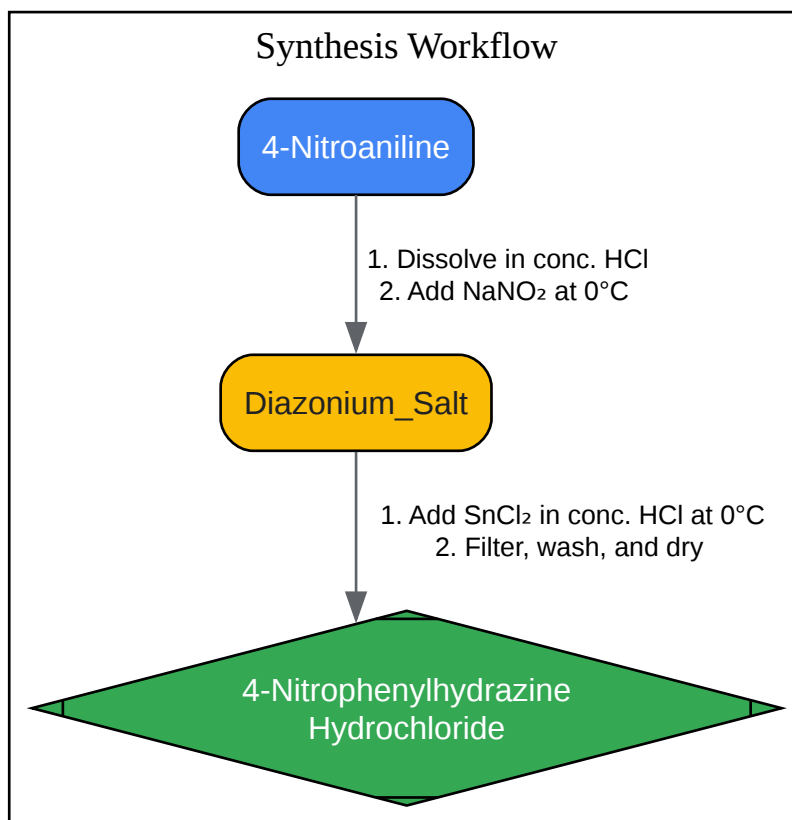 Synthesis Workflow
4-Nitroaniline
1. Dissolve in conc. HCl
2. Add NaNO₂ at 0°C
Diazonium_Salt
1. Add SnCl₂ in conc. HCl at 0°C
2. Filter, wash, and dry
4-Nitrophenylhydrazine
Hydrochloride